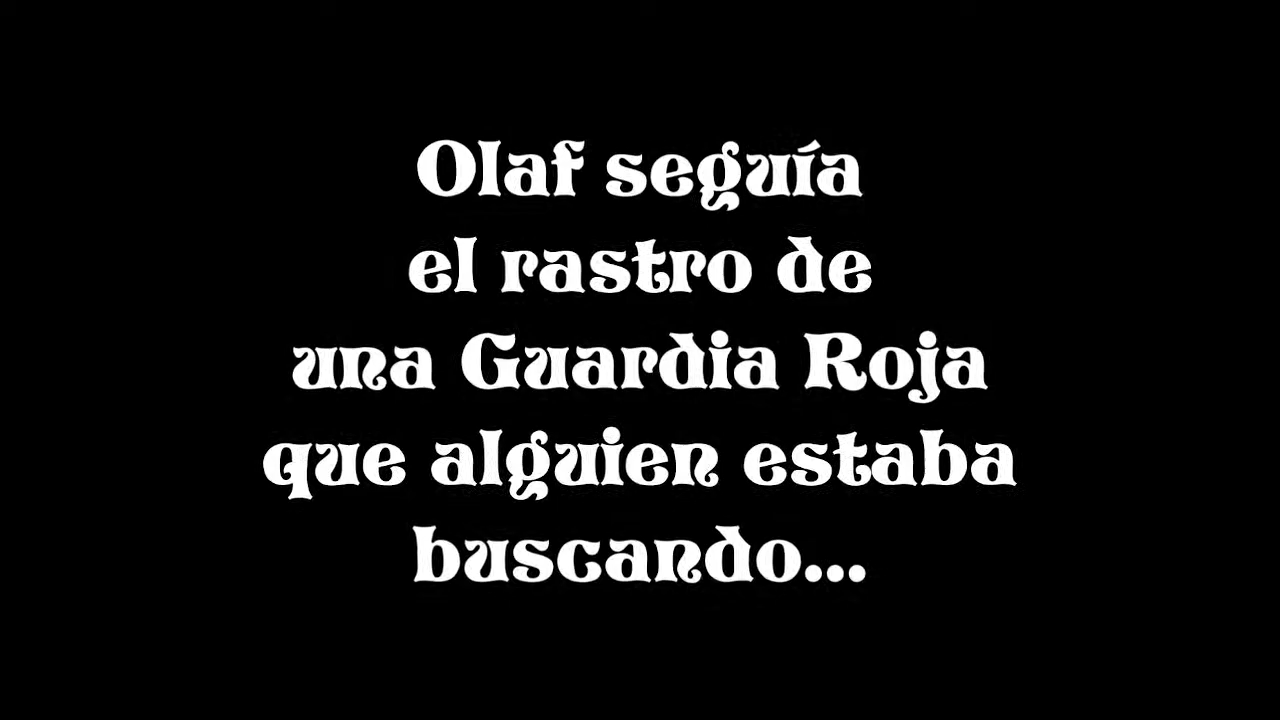 Olaf seguía
el rastro de
una Guardia Roja
que alguien estaba
buscando...